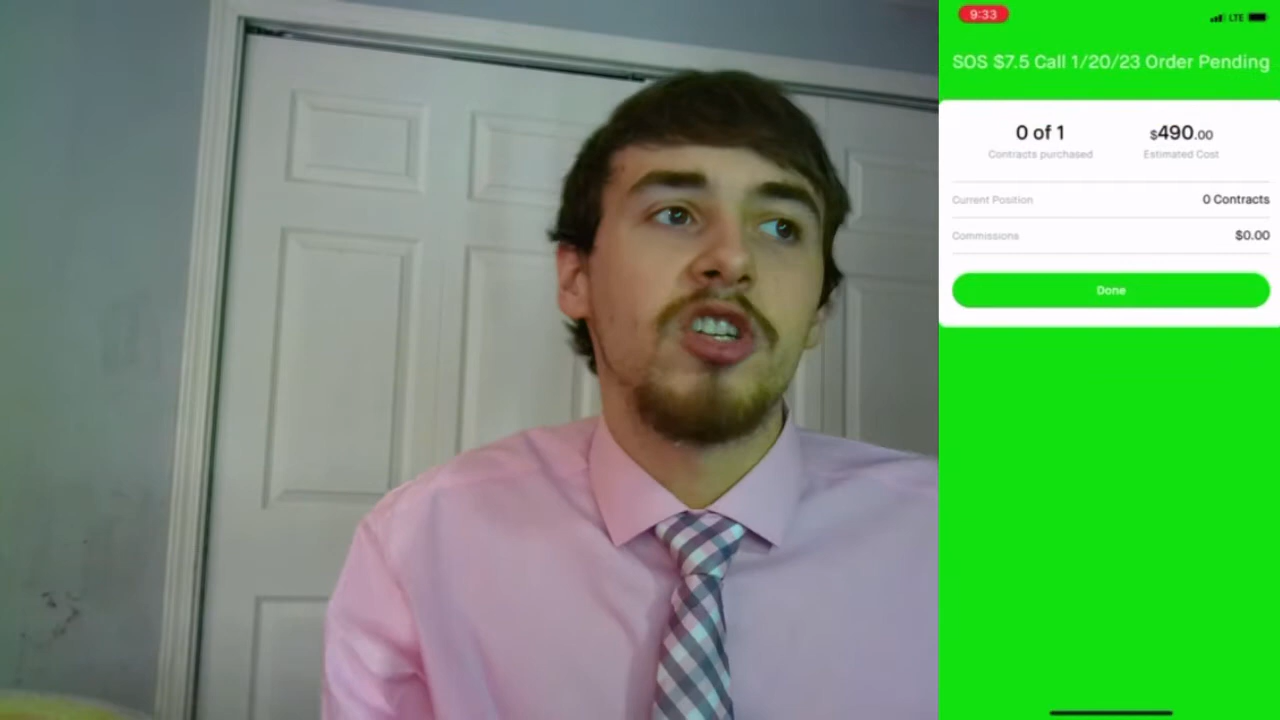 9:33
LTE
SOS $7.5 Call 1/20/23 Order Pending
0 of 1
$490.00
Contracts purchased
Estimated Cost
Current Position
0 Contracts
Commissions
$0.00
Done